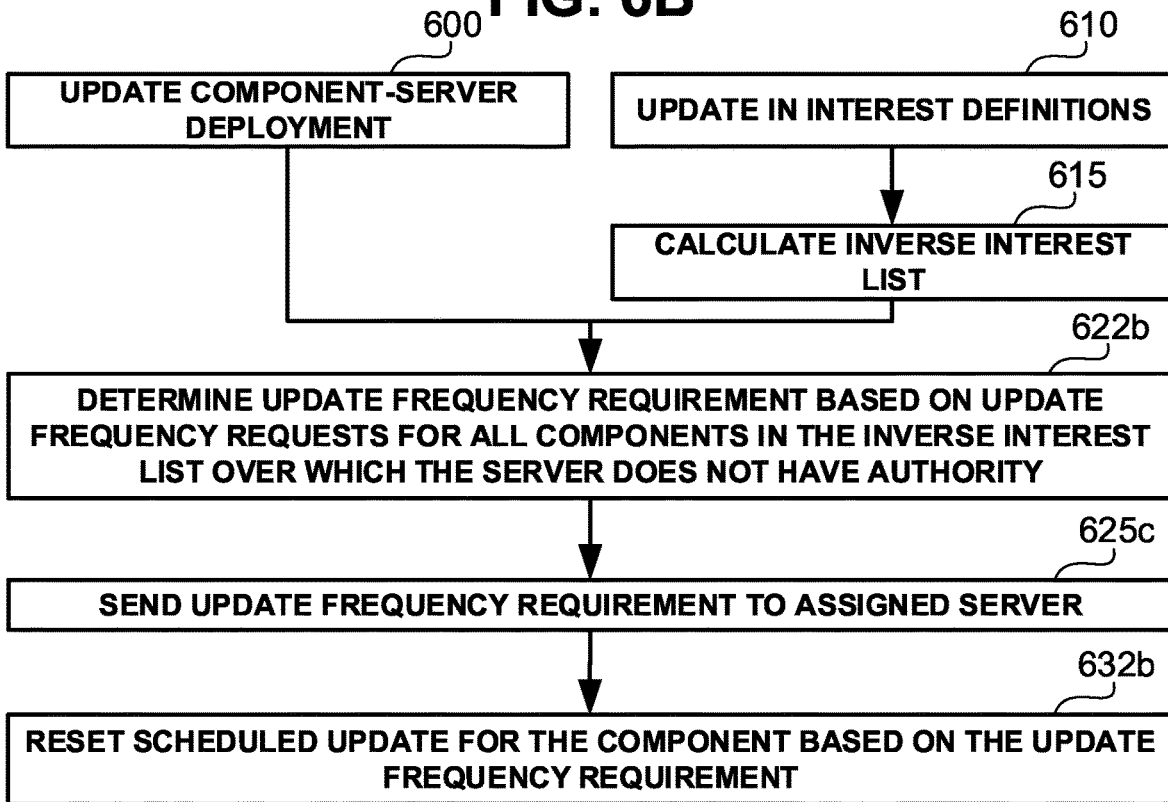 FIG. 6B
600
610
UPDATE COMPONENT-SERVER
DEPLOYMENT
UPDATE IN INTEREST DEFINITIONS
615
CALCULATE INVERSE INTEREST
LIST
622b
DETERMINE UPDATE FREQUENCY REQUIREMENT BASED ON UPDATE
FREQUENCY REQUESTS FOR ALL COMPONENTS IN THE INVERSE INTEREST
LIST OVER WHICH THE SERVER DOES NOT HAVE AUTHORITY
625c
SEND UPDATE FREQUENCY REQUIREMENT TO ASSIGNED SERVER
632b
RESET SCHEDULED UPDATE FOR THE COMPONENT BASED ON THE UPDATE
FREQUENCY REQUIREMENT